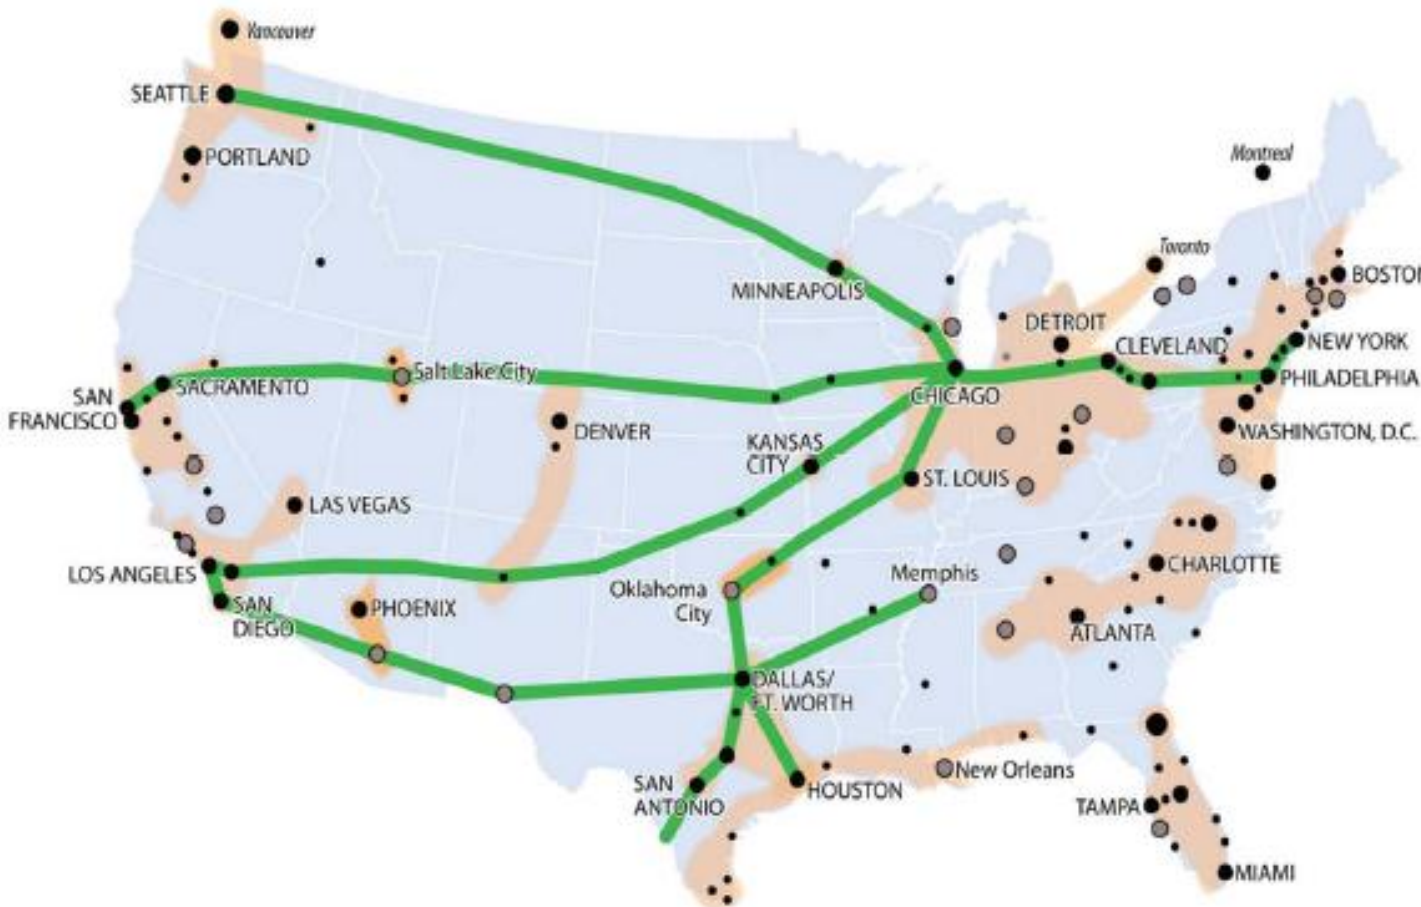 Vancouver
SEATTLE
PORTLAND
Montreal
Toronto
BOSTON
MINNEAPOLIS
DETROIT
CLEVELAND
NEW YORK
Salt Lake City
SACRAMENTO
CHICAGO
PHILADELPHIA
SAN
FRANCISCO
DENVER
KANSAS
CITY
WASHINGTON, D.C.
ST. LOUIS
LAS VEGAS
LOS ANGELES
Oklahoma
City
Memphis
CHARLOTTE
SAN
DIEGO
PHOENIX
ATLANTA
DALLAS/
FT. WORTH
SAN
ANTONIO
HOUSTON
New Orleans
TAMPA
MIAMI